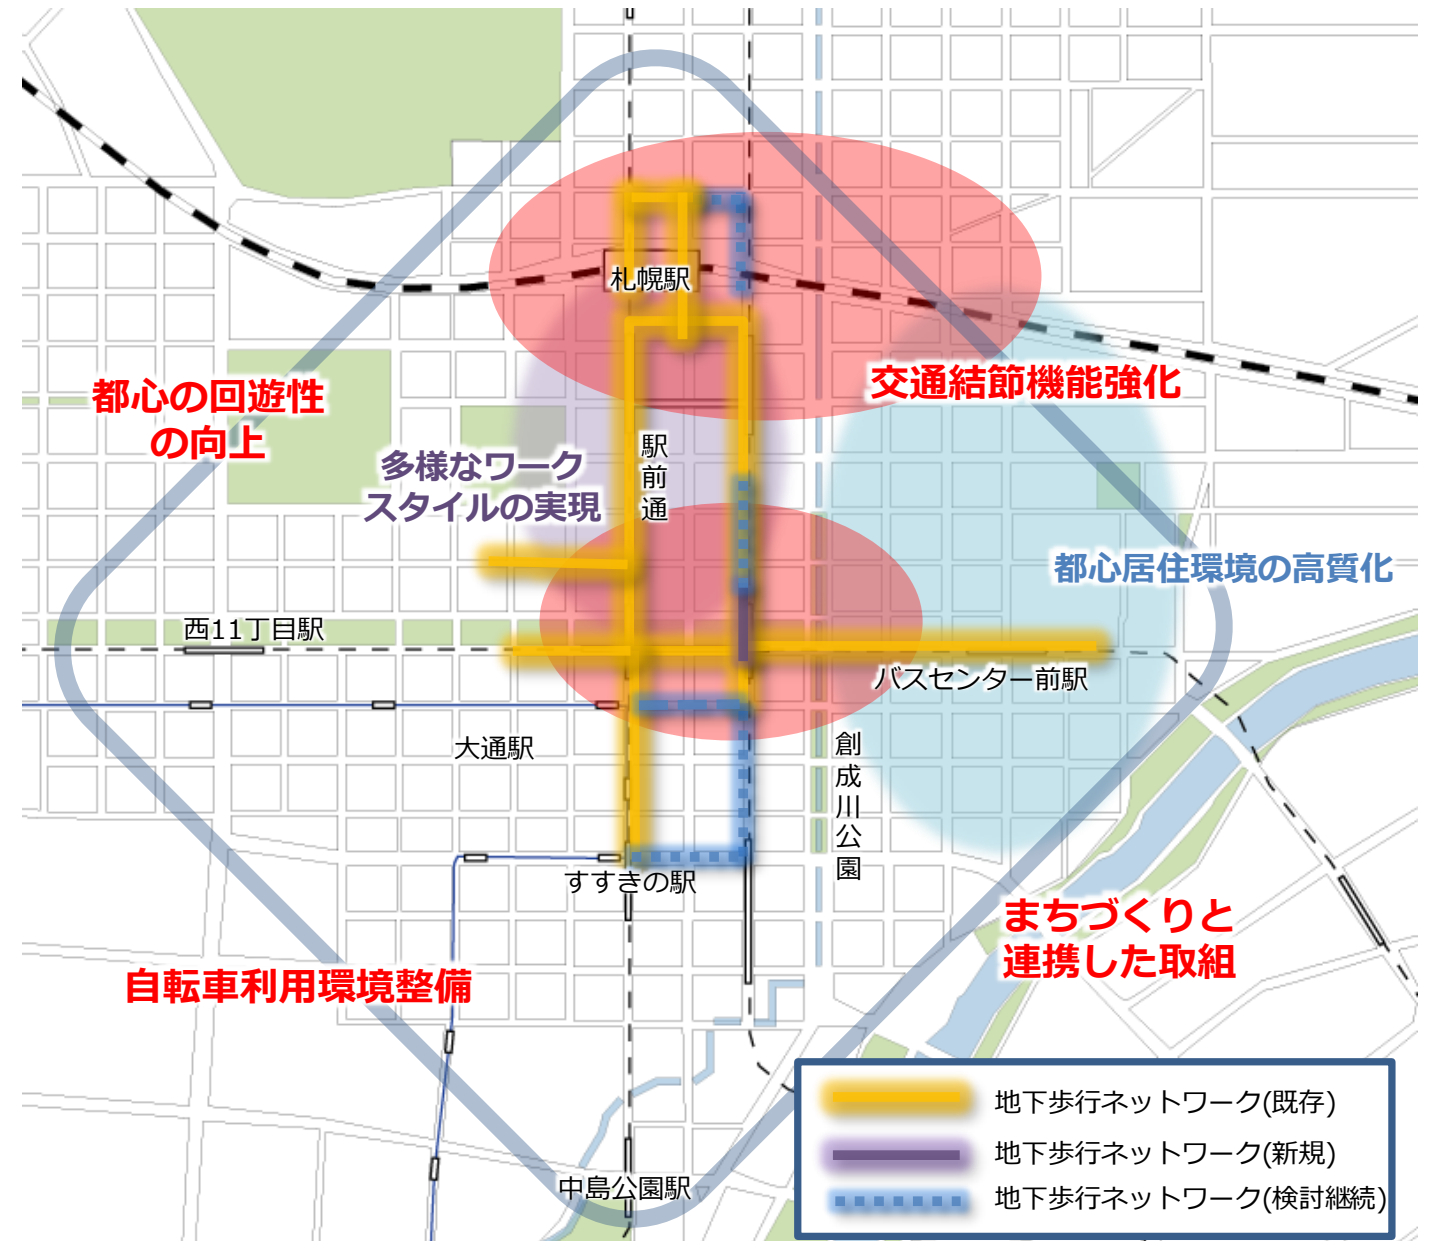 札幌駅
都心の回遊性
の向上
交通結節機能強化
多様なワーク
スタイルの実現
駅前通
都心居住環境の高質化
西11丁目駅
バスセンター前駅
大通駅
創成川公園
すすきの駅
まちづくりと
連携した取組
自転車利用環境整備
中島公園駅
地下歩行ネットワーク(既存)
地下歩行ネットワーク(新規)
地下歩行ネットワーク(検討継続)